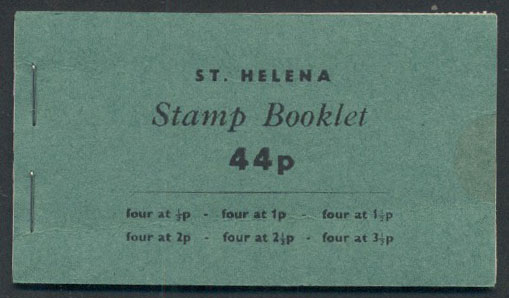 ST. HELENA
Stamp Booklet
44p
four at ½p - four at 1p - four at 1½p
four at 2p - four at 2½p - four at 3½p